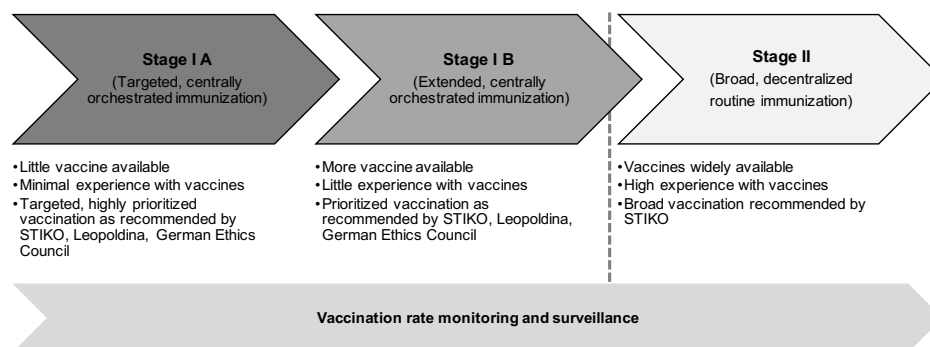 Stage I A
(Targeted, centrally
orchestrated immunization)
Stage I B
(Extended, centrally
orchestrated immunization)
Stage II
(Broad, decentralized
routine immunization)
•Little vaccine available
•Minimal experience with vaccines
•Targeted, highly prioritized
vaccination as recommended by
STIKO, Leopoldina, German Ethics
Council
•More vaccine available
•Little experience with vaccines
•Prioritized vaccination as
recommended by STIKO, Leopoldina,
German Ethics Council
•Vaccines widely available
•High experience with vaccines
•Broad vaccination recommended by
STIKO
Vaccination rate monitoring and surveillance